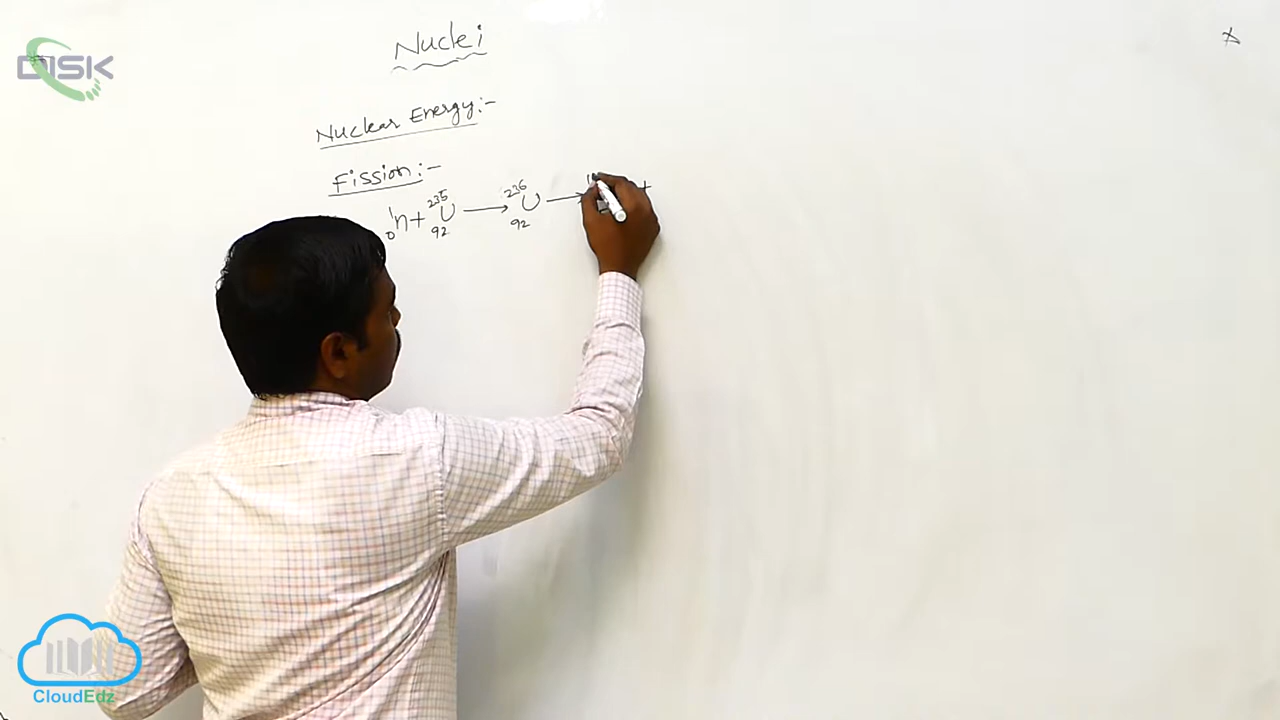 Nuclei
DISK
Nuclear Energy:-
Fission:-
¹₀n + ²³⁵₉₂U → ²³⁶₉₂U → +
CloudEdz